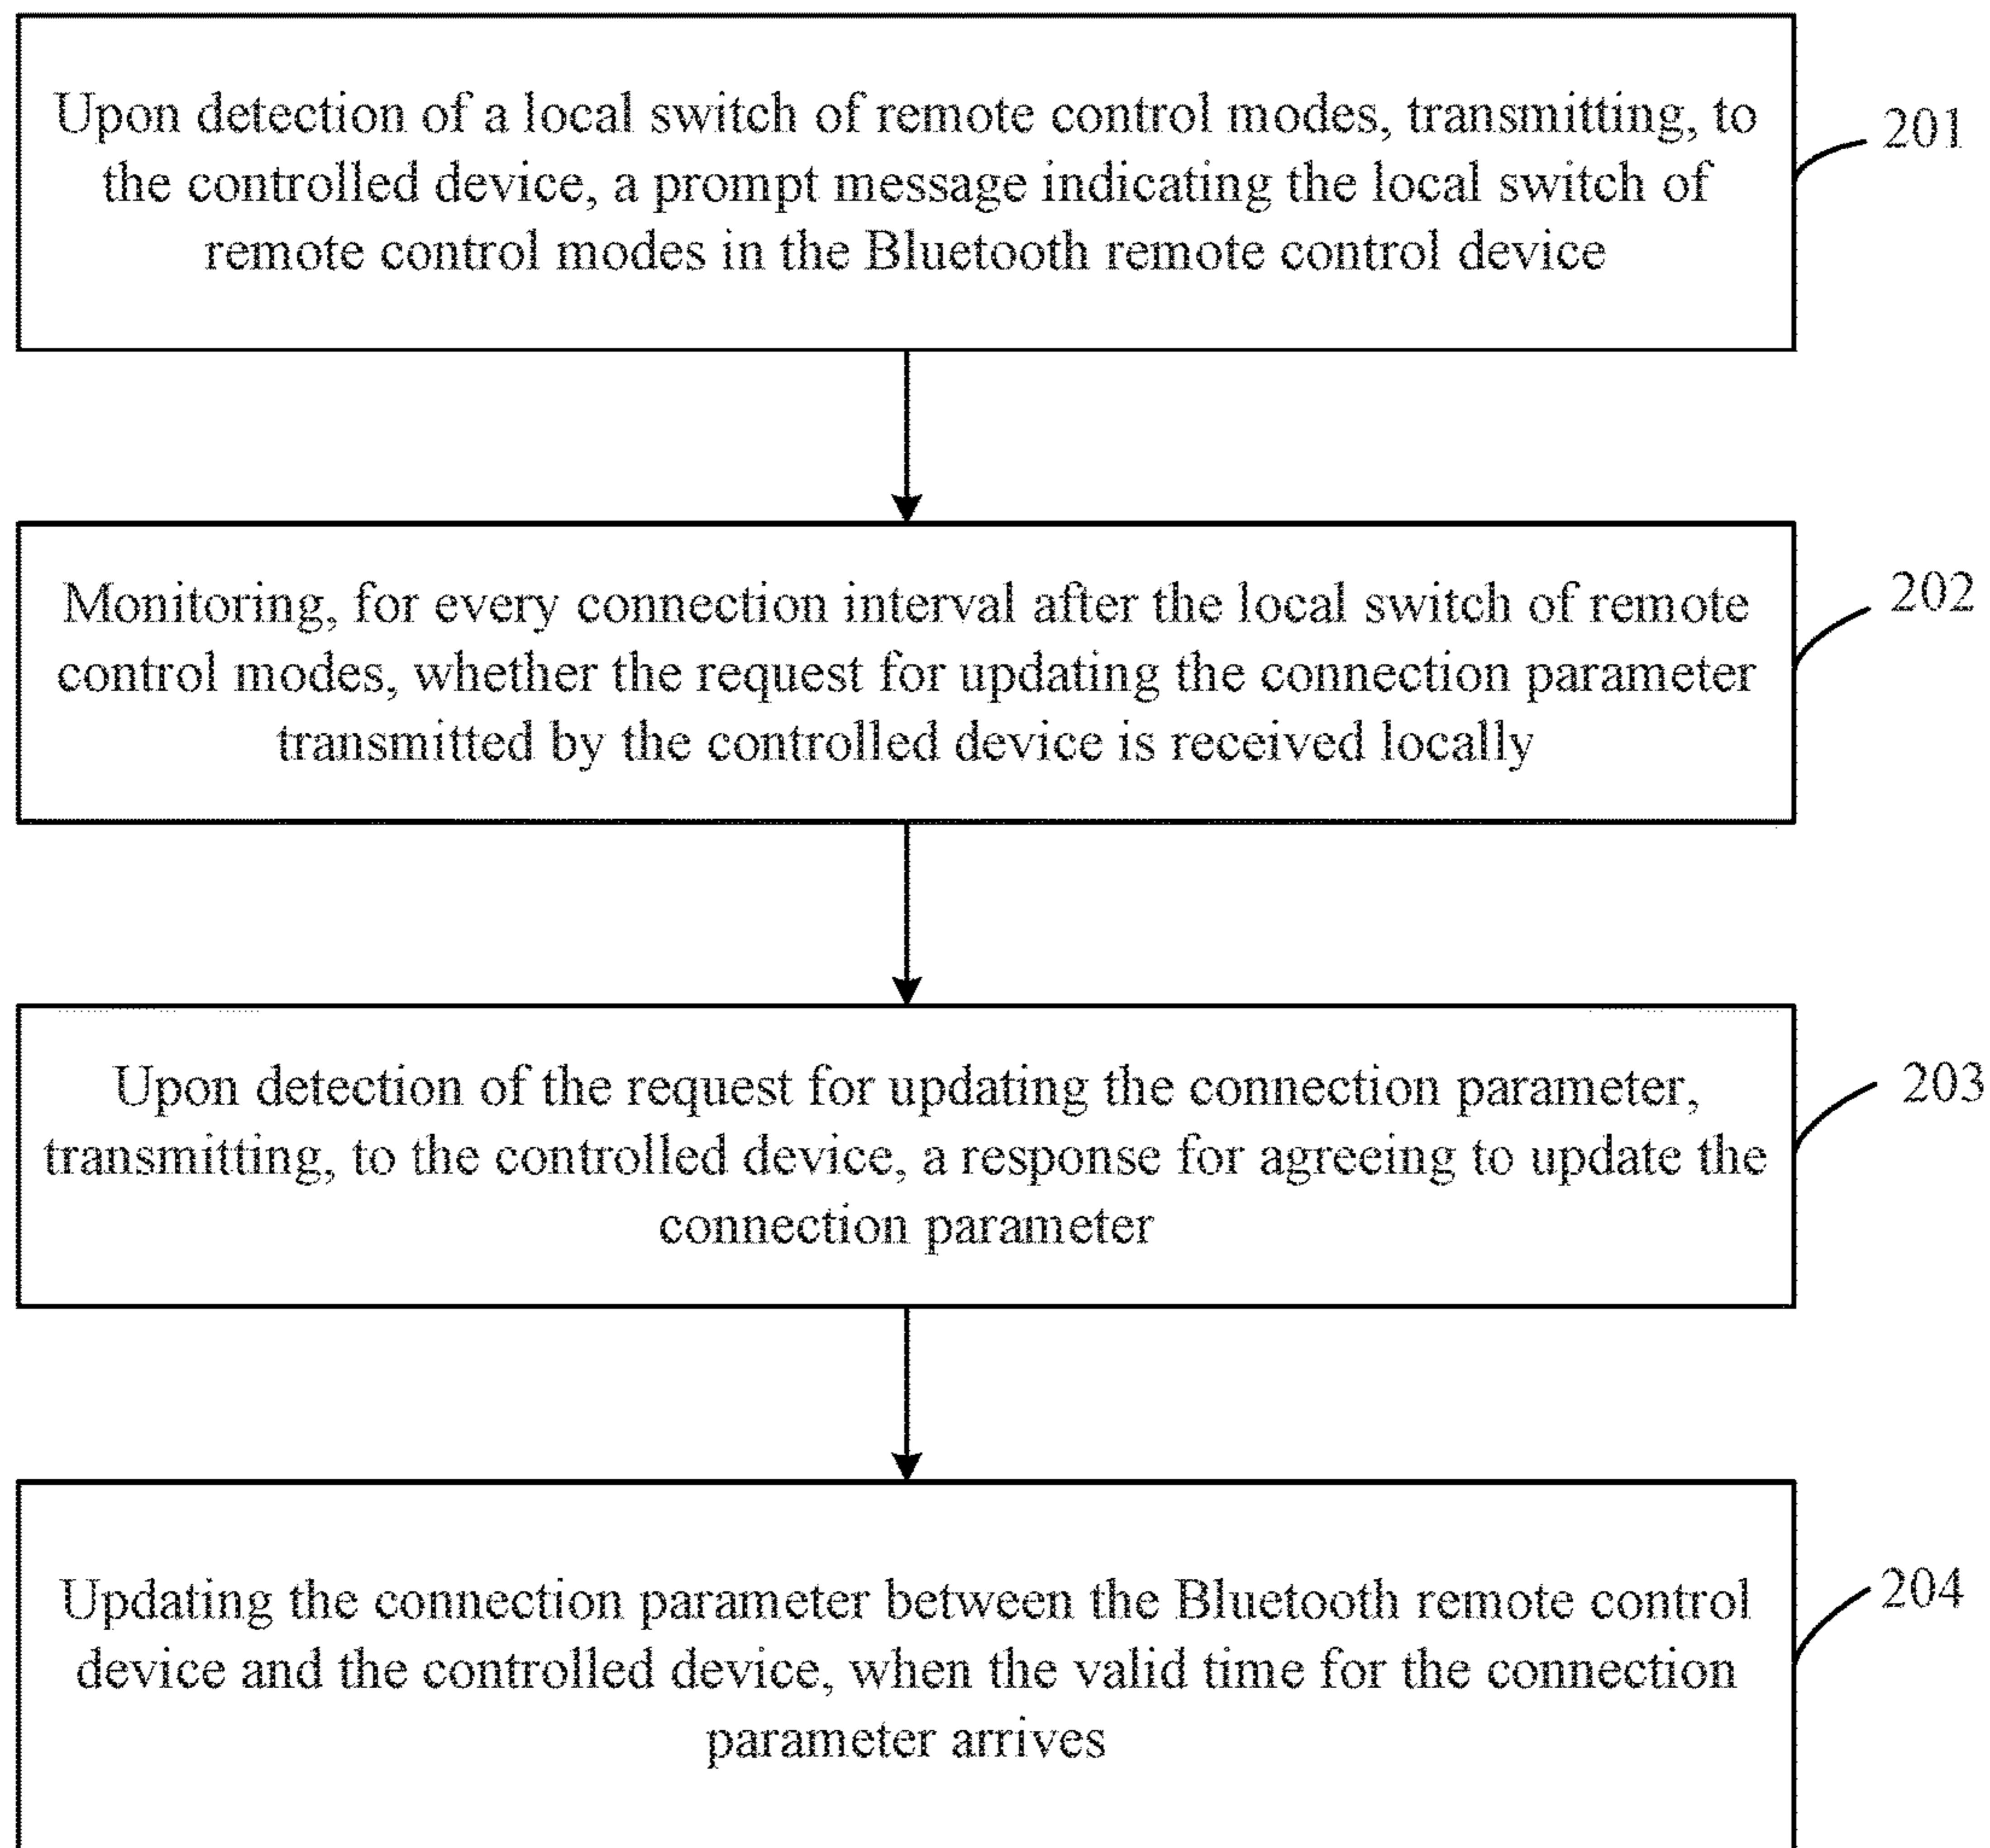 Upon detection of a local switch of remote control modes, transmitting, to
the controlled device, a prompt message indicating the local switch of
remote control modes in the Bluetooth remote control device
201
Monitoring, for every connection interval after the local switch of remote
control modes, whether the request for updating the connection parameter
transmitted by the controlled device is received locally
202
Upon detection of the request for updating the connection parameter,
transmitting, to the controlled device, a response for agreeing to update the
connection parameter
203
Updating the connection parameter between the Bluetooth remote control
device and the controlled device, when the valid time for the connection
parameter arrives
204